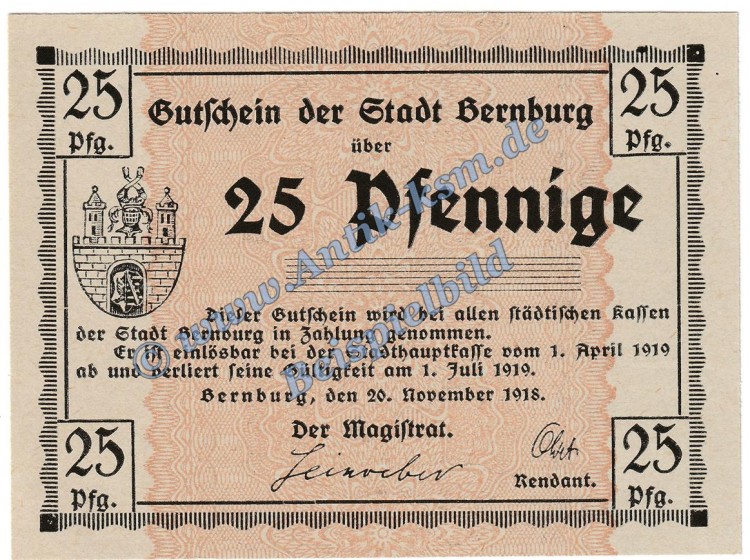 25 Pfg.
25 Pfg.
Gutschein der Stadt Bernburg
über
25 Pfennige
Dieser Gutschein wird bei allen städtischen Kassen
der Stadt Bernburg in Zahlung genommen.
Er ist einlösbar bei der Stadthauptkasse vom 1. April 1919
ab und verliert seine Gültigkeit am 1. Juli 1919.
Bernburg, den 20. November 1918.
Der Magistrat.
Rendant.
25 Pfg.
25 Pfg.
© www.Antik-ksm.de
Beispielbild